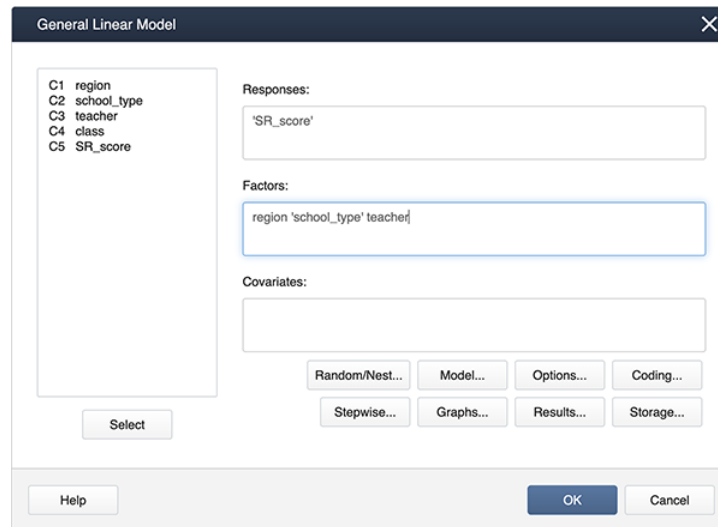 General Linear Model
C1 region
C2 school_type
C3 teacher
C4 class
C5 SR_score
Responses:
'SR_score'
Factors:
region 'school_type' teacher
Covariates:
Random/Nest...
Model...
Options...
Coding...
Stepwise...
Graphs...
Results...
Storage...
Select
Help
OK
Cancel